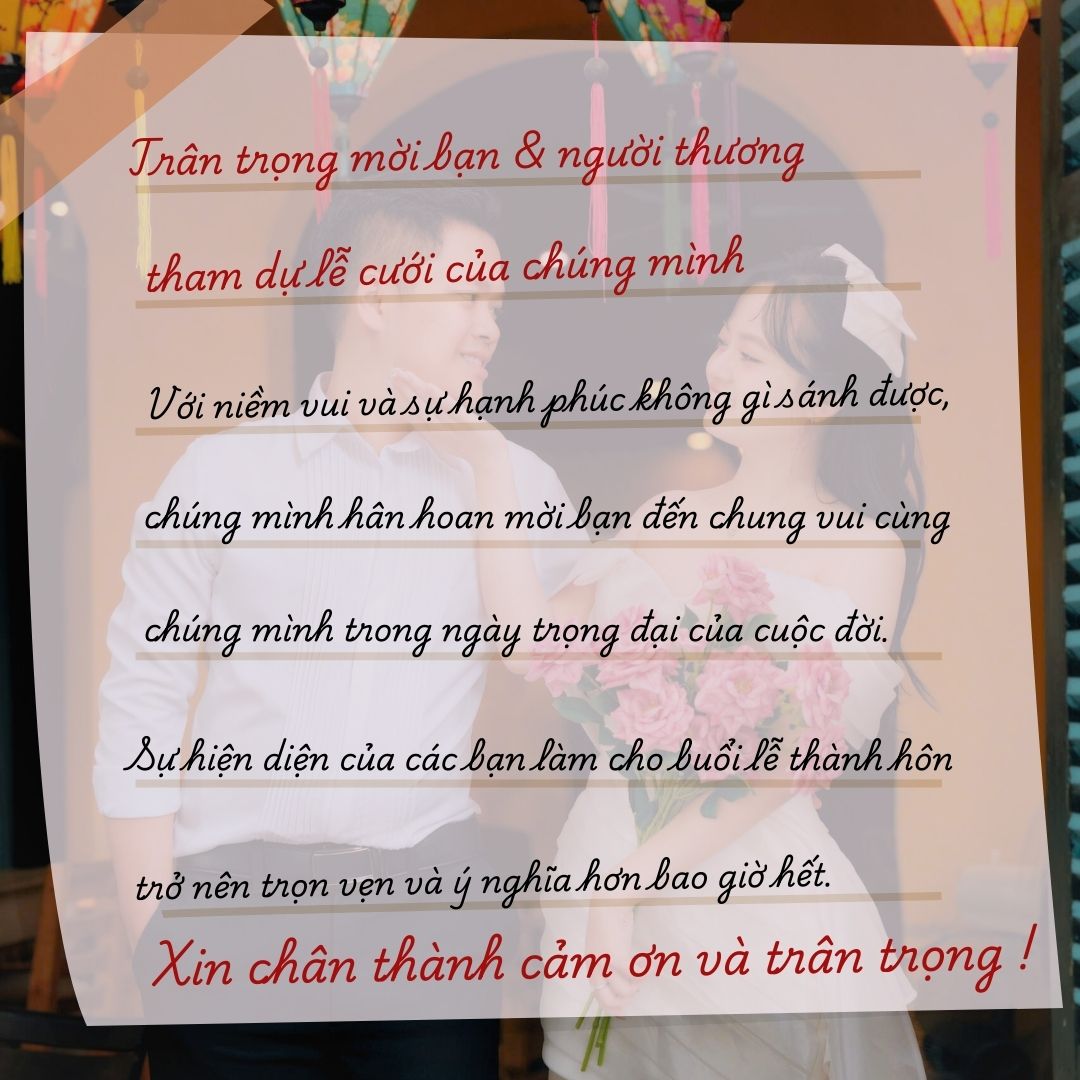 Trân trọng mời bạn & người thương
tham dự lễ cưới của chúng mình
Với niềm vui và sự hạnh phúc không gì sánh được,
chúng mình hân hoan mời bạn đến chung vui cùng
chúng mình trong ngày trọng đại của cuộc đời.
Sự hiện diện của các bạn làm cho buổi lễ thành hôn
trở nên trọn vẹn và ý nghĩa hơn bao giờ hết.
Xin chân thành cảm ơn và trân trọng !